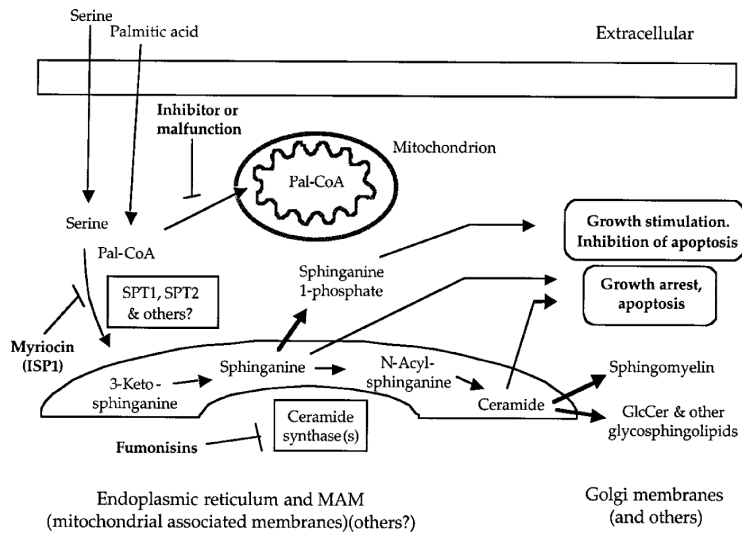 Serine
Palmitic acid
Extracellular
Inhibitor or
malfunction
Mitochondrion
Pal-CoA
Serine
Pal-CoA
Growth stimulation.
Inhibition of apoptosis
Sphinganine
1-phosphate
SPT1, SPT2
& others?
Growth arrest,
apoptosis
Myriocin
(ISP1)
3-Keto-
sphinganine
Sphinganine
N-Acyl-
sphinganine
Ceramide
Sphingomyelin
GlcCer & other
glycosphingolipids
Fumonisins
Ceramide
synthase(s)
Endoplasmic reticulum and MAM
(mitochondrial associated membranes)(others?)
Golgi membranes
(and others)